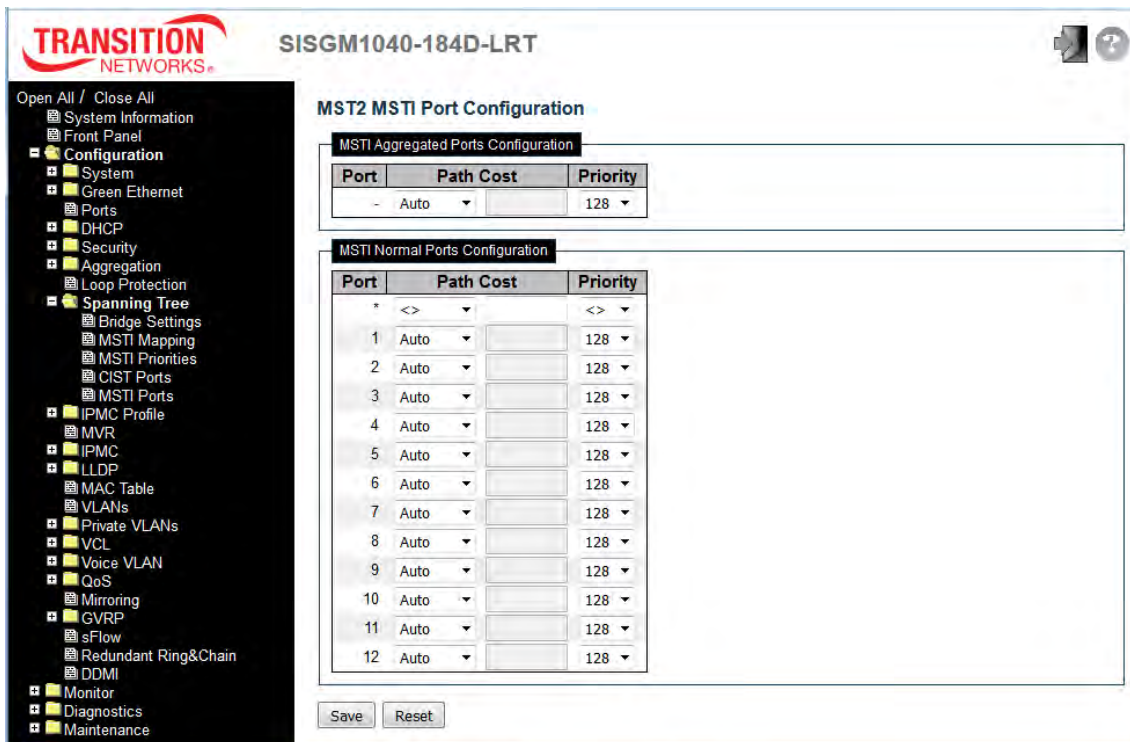 TRANSITION
NETWORKS®
SISGM1040-184D-LRT
?
Open All / Close All
System Information
Front Panel
Configuration
System
Green Ethernet
Ports
DHCP
Security
Aggregation
Loop Protection
Spanning Tree
Bridge Settings
MSTI Mapping
MSTI Priorities
CIST Ports
MSTI Ports
IPMC Profile
MVR
IPMC
LLDP
MAC Table
VLANs
Private VLANs
VCL
Voice VLAN
QoS
Mirroring
GVRP
sFlow
Redundant Ring&Chain
DDMI
Monitor
Diagnostics
Maintenance
MST2 MSTI Port Configuration
MSTI Aggregated Ports Configuration
Port Path Cost Priority
- Auto 128
MSTI Normal Ports Configuration
Port Path Cost Priority
* <> <>
1 Auto 128
2 Auto 128
3 Auto 128
4 Auto 128
5 Auto 128
6 Auto 128
7 Auto 128
8 Auto 128
9 Auto 128
10 Auto 128
11 Auto 128
12 Auto 128
Save Reset